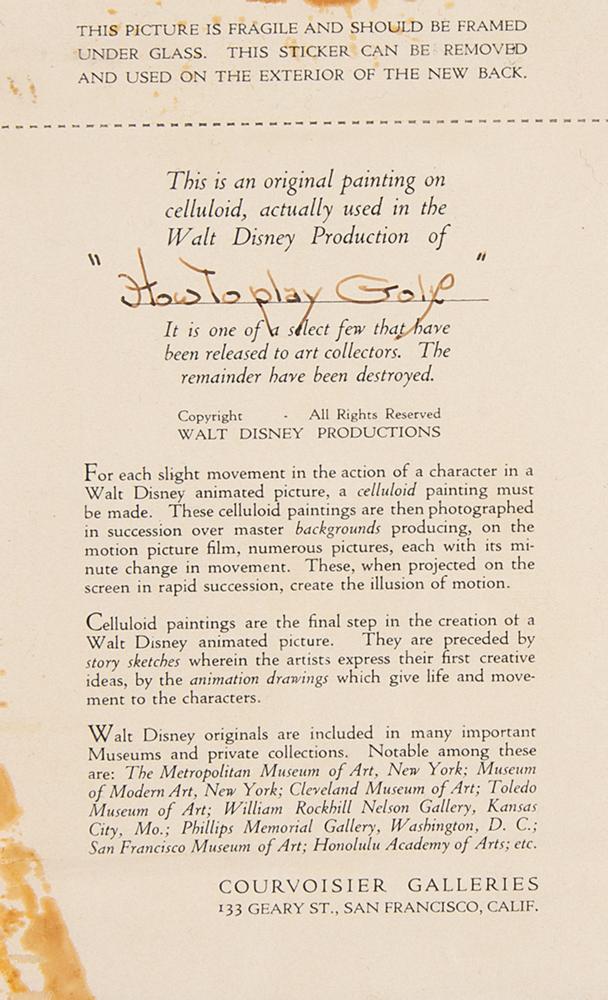 THIS PICTURE IS FRAGILE AND SHOULD BE FRAMED
UNDER GLASS. THIS STICKER CAN BE REMOVED
AND USED ON THE EXTERIOR OF THE NEW BACK.
This is an original painting on
celluloid, actually used in the
Walt Disney Production of
" How To play Golf "
It is one of a select few that have
been released to art collectors. The
remainder have been destroyed.
Copyright - All Rights Reserved
WALT DISNEY PRODUCTIONS
For each slight movement in the action of a character in a
Walt Disney animated picture, a celluloid painting must
be made. These celluloid paintings are then photographed
in succession over master backgrounds producing, on the
motion picture film, numerous pictures, each with its mi-
nute change in movement. These, when projected on the
screen in rapid succession, create the illusion of motion.
Celluloid paintings are the final step in the creation of a
Walt Disney animated picture. They are preceded by
story sketches wherein the artists express their first creative
ideas, by the animation drawings which give life and move-
ment to the characters.
Walt Disney originals are included in many important
Museums and private collections. Notable among these
are: The Metropolitan Museum of Art, New York; Museum
of Modern Art, New York; Cleveland Museum of Art; Toledo
Museum of Art; William Rockhill Nelson Gallery, Kansas
City, Mo.; Phillips Memorial Gallery, Washington, D. C.;
San Francisco Museum of Art; Honolulu Academy of Arts; etc.
COURVOISIER GALLERIES
133 GEARY ST., SAN FRANCISCO, CALIF.